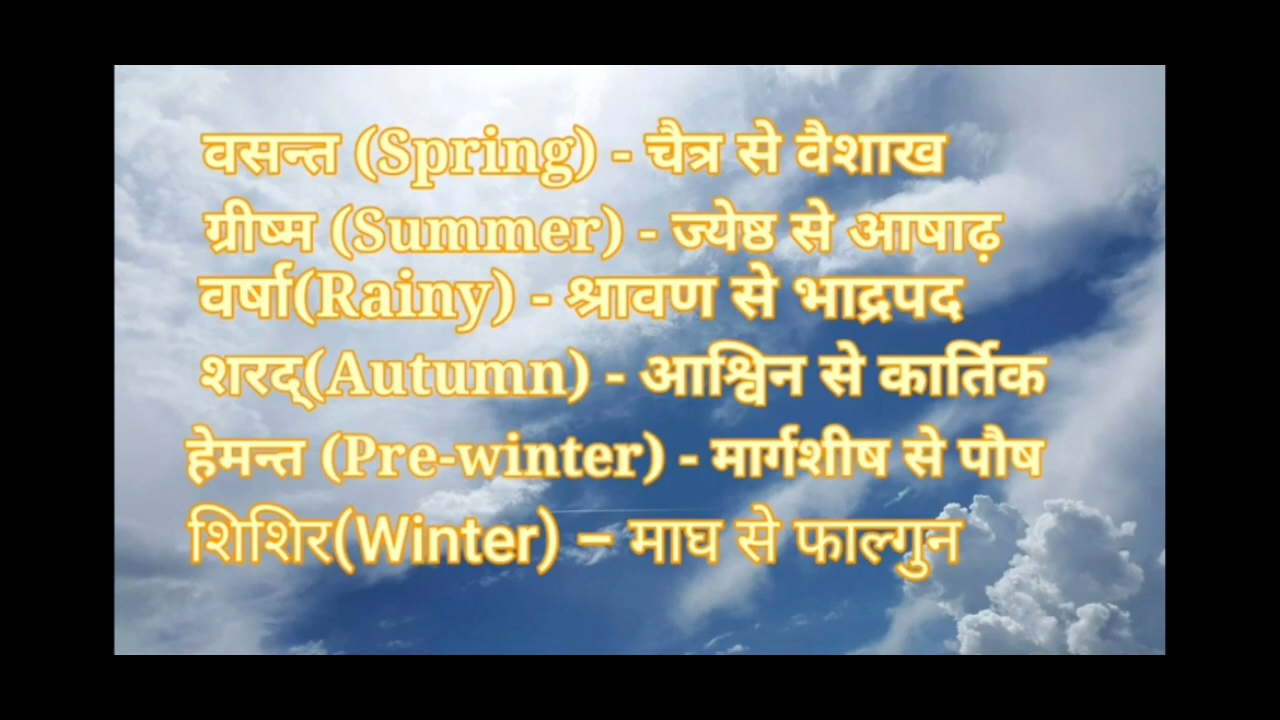 वसन्त (Spring) - चैत्र से वैशाख
ग्रीष्म (Summer) - ज्येष्ठ से आषाढ़
वर्षा(Rainy) - श्रावण से भाद्रपद
शरद्(Autumn) - आश्विन से कार्तिक
हेमन्त (Pre-winter) - मार्गशीष से पौष
शिशिर(Winter) – माघ से फाल्गुन